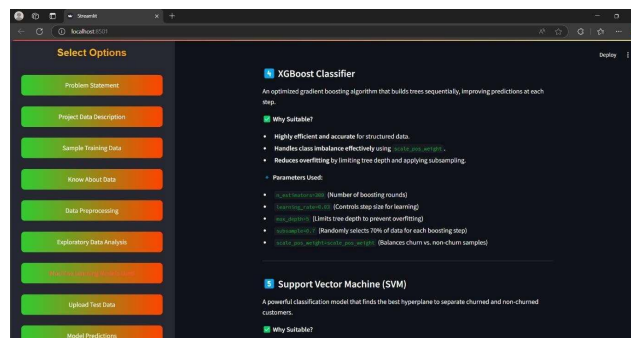 Streamlit
localhost:8501
Deploy
Select Options
Problem Statement
Project Data Description
Sample Training Data
Know About Data
Data Preprocessing
Exploratory Data Analysis
Upload Test Data
Model Predictions
4 XGBoost Classifier
An optimized gradient boosting algorithm that builds trees sequentially, improving predictions at each
step.
Why Suitable?
Highly efficient and accurate for structured data.
Handles class imbalance effectively using scale_pos_weight.
Reduces overfitting by limiting tree depth and applying subsampling.
Parameters Used:
(Number of boosting rounds)
(Controls step size for learning)
max_depth=5 (Limits tree depth to prevent overfitting)
subsample=0.7 (Randomly selects 70% of data for each boosting step)
scale_pos_weight=scale_pos_weight (Balances churn vs. non-churn samples)
5 Support Vector Machine (SVM)
A powerful classification model that finds the best hyperplane to separate churned and non-churned
customers.
Why Suitable?